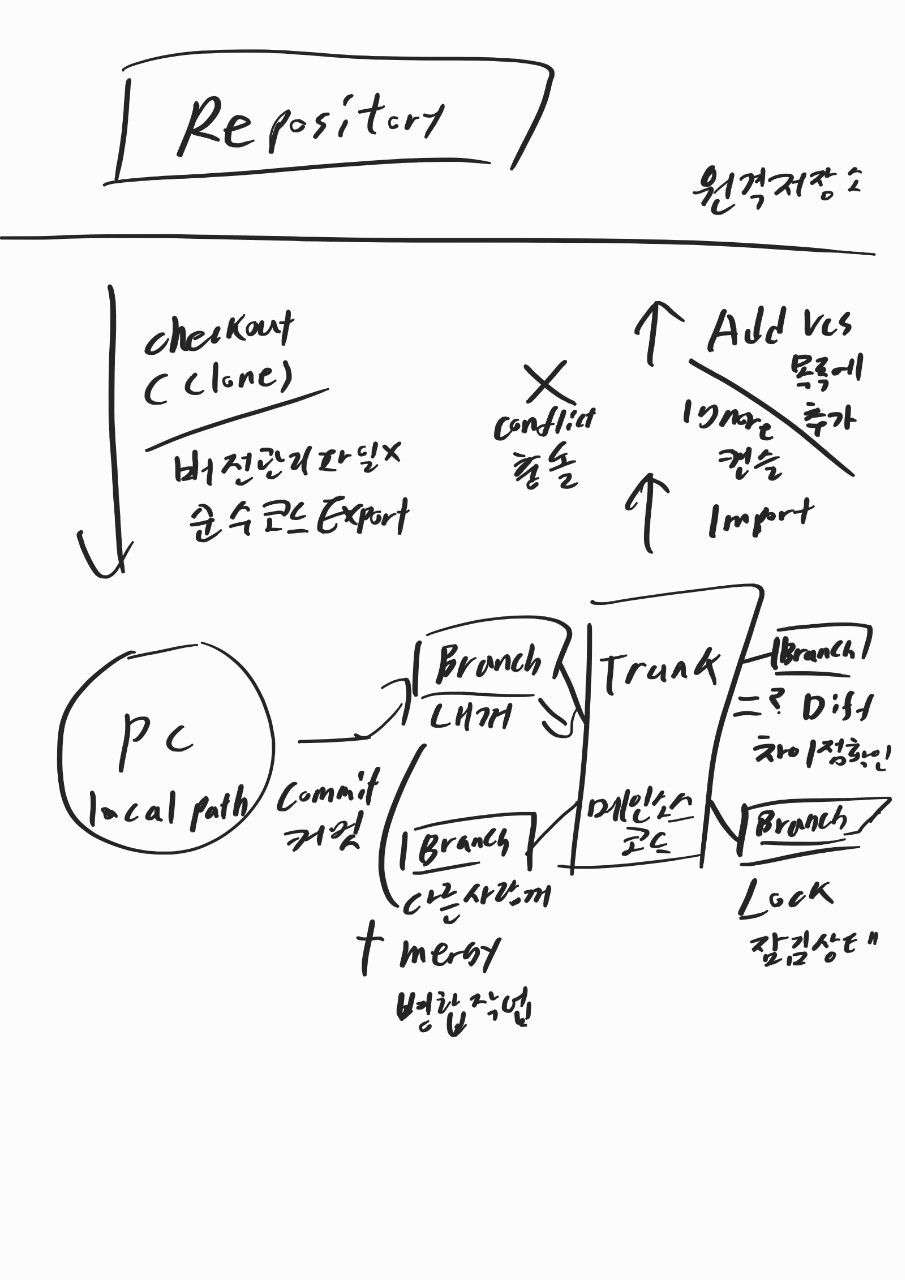 Repository
원격저장소
checkout
(Clone)
버전관리파일x
순수코드Export
Conflict
충돌
Add Vcs
목록에
추가
Ignore
캔슬
Import
PC
local path
Commit
커밋
Branch
내꺼
Branch
다른사람꺼
mersy
병합작업
Trunk
메인소스
코드
Branch
Diff
차이점확인
Branch
Lock
잠김상태